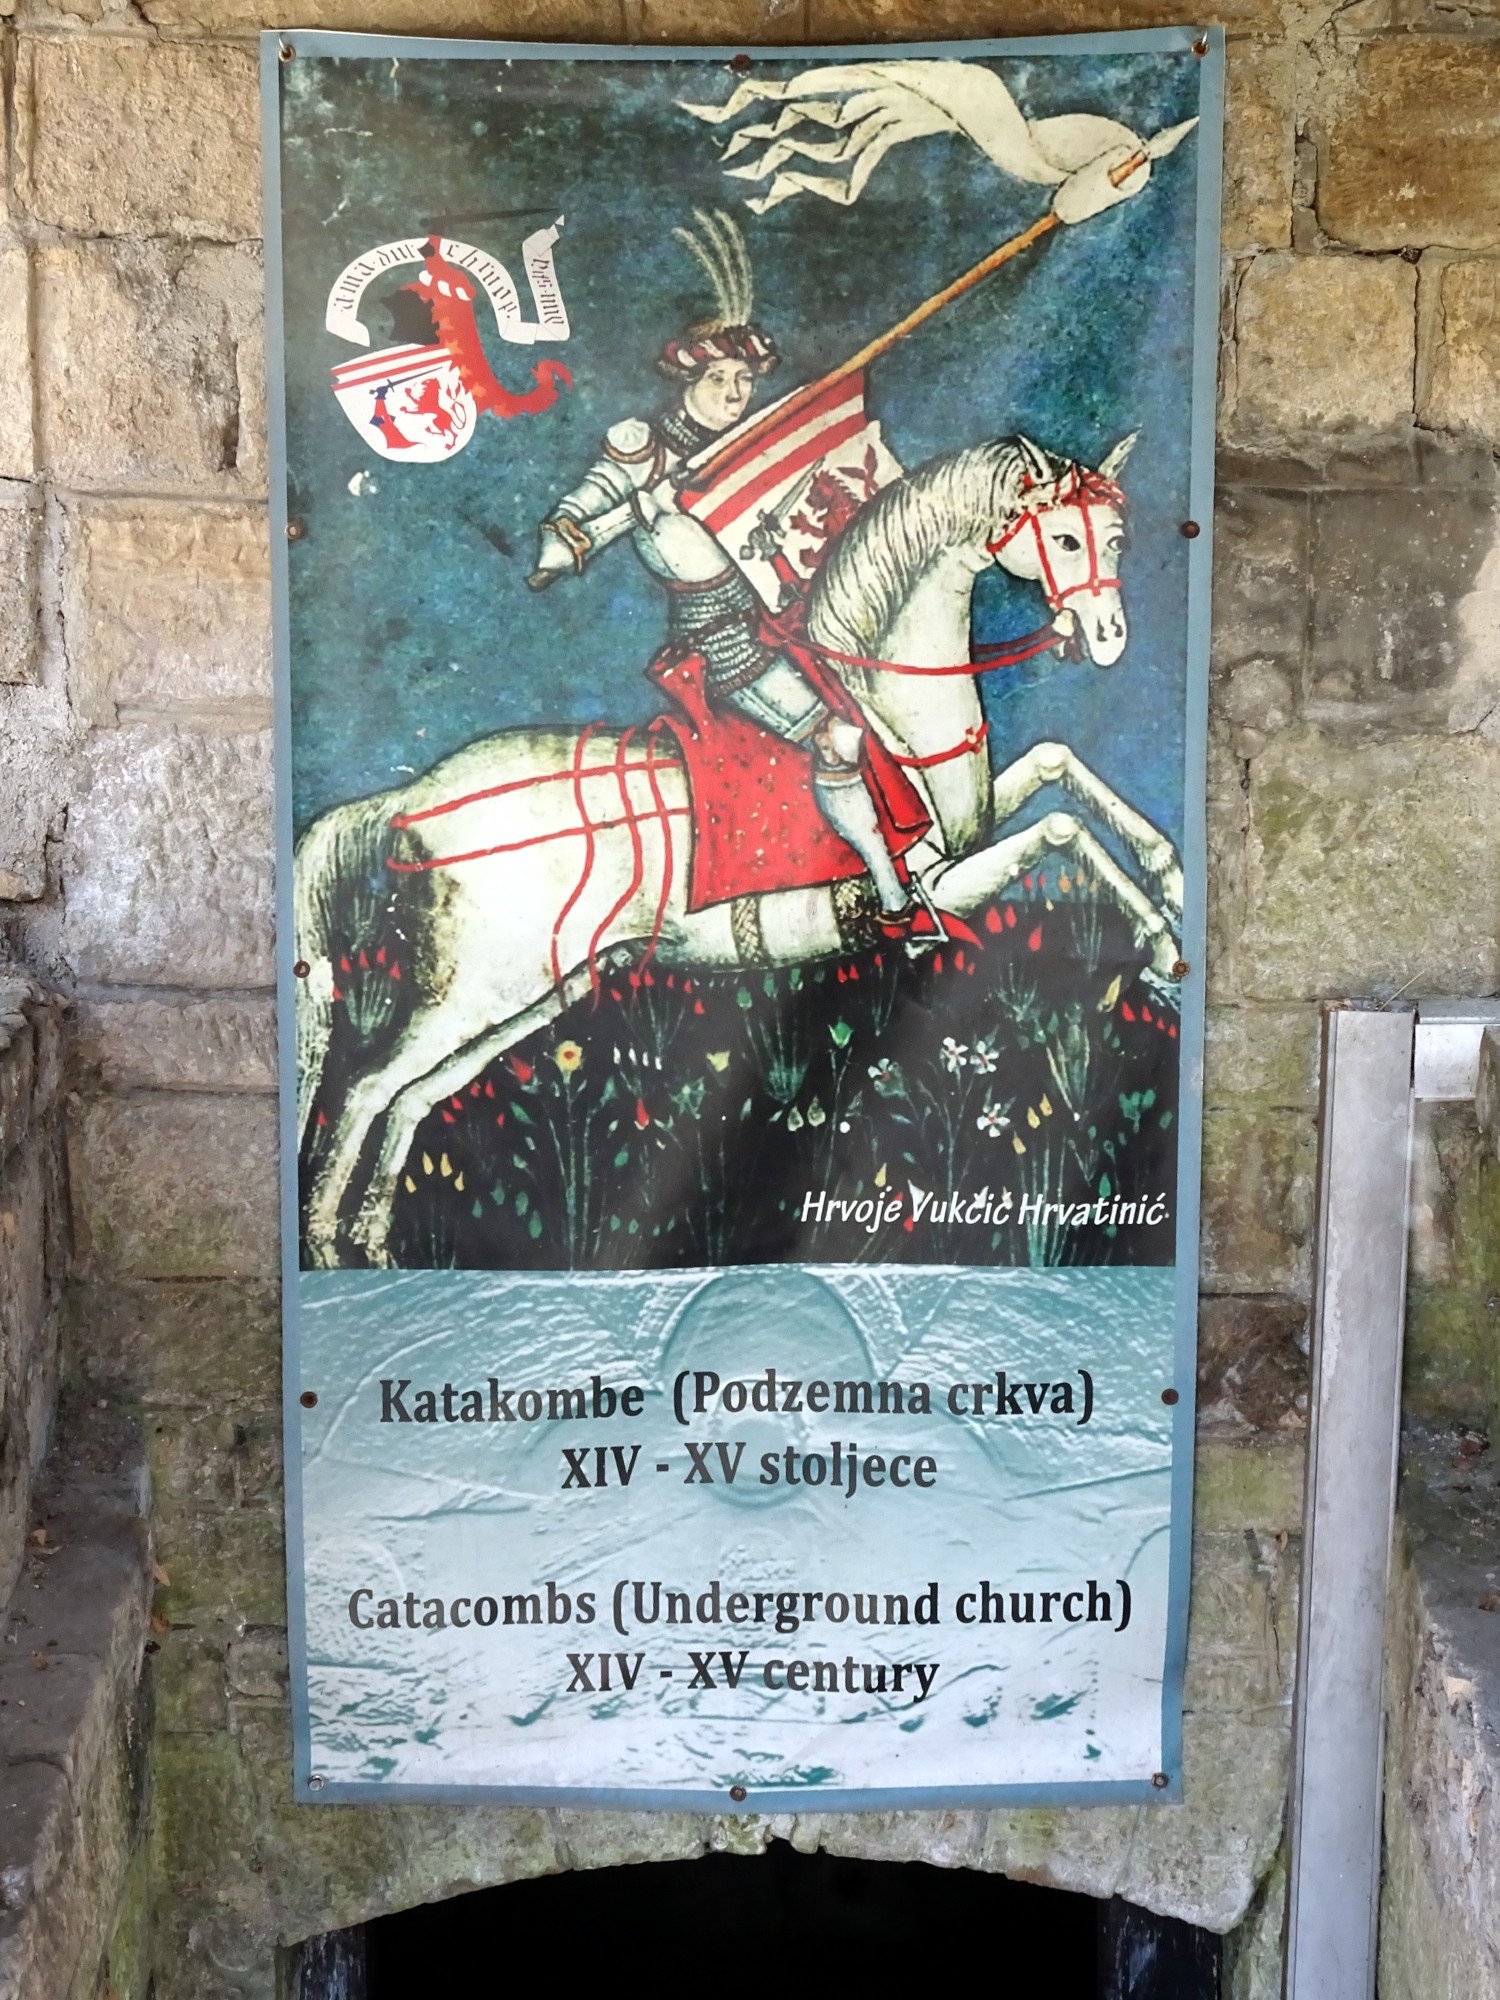 Hrvoje Vukčić Hrvatinić
Katakombe (Podzemna crkva)
XIV - XV stoljece
Catacombs (Underground church)
XIV - XV century